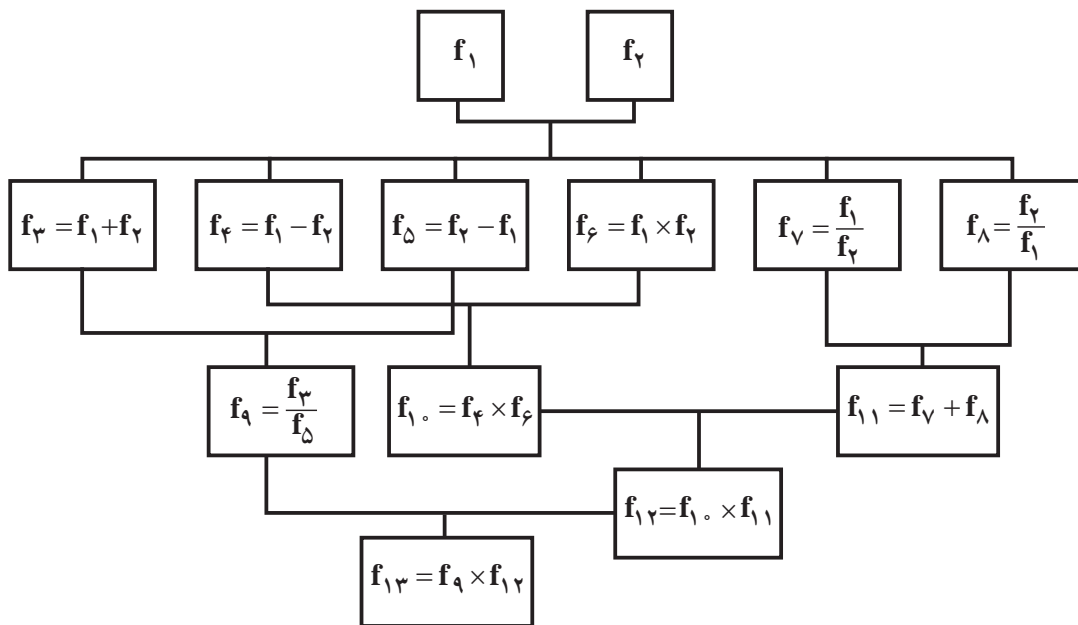 f۱ f۲
f۳ = f۱ + f۲ f۴ = f۱ − f۲ f۵ = f۲ − f۱ f۶ = f۱ × f۲ f۷ = f۱/f۲ f۸ = f۲/f۱
f۹ = f۳/f۵ f۱۰ = f۴ × f۶ f۱۱ = f۷ + f۸
f۱۲ = f۱۰ × f۱۱
f۱۳ = f۹ × f۱۲